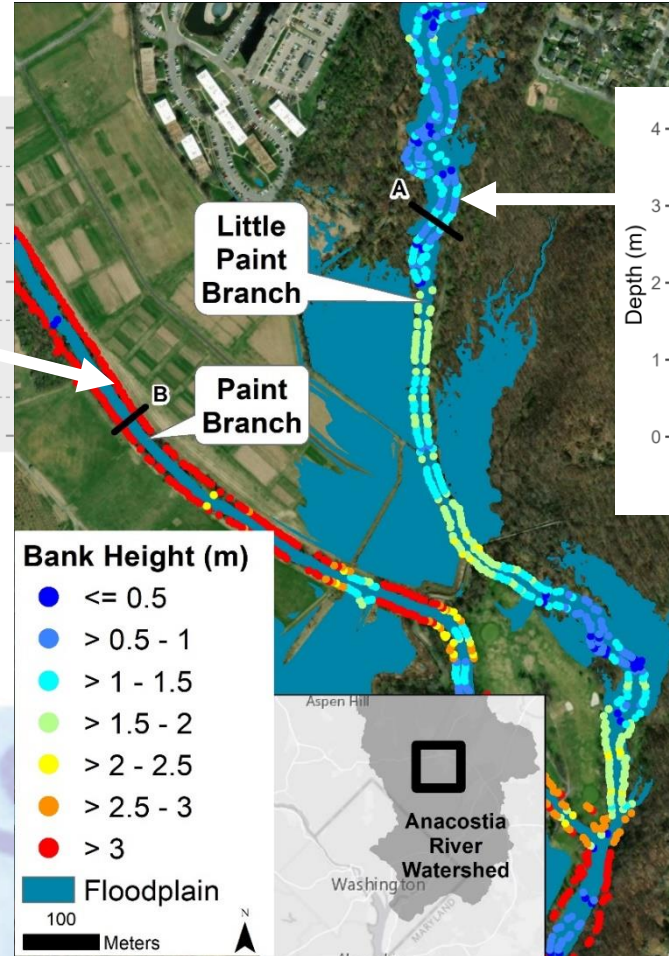 A
Little
Paint
Branch
B
Paint
Branch
4
3
2
1
0
Depth (m)
Bank Height (m)
<= 0.5
> 0.5 - 1
> 1 - 1.5
> 1.5 - 2
> 2 - 2.5
> 2.5 - 3
> 3
Floodplain
100
Meters
N
Aspen Hill
Anacostia
River
Watershed
Washington
MARYLAND